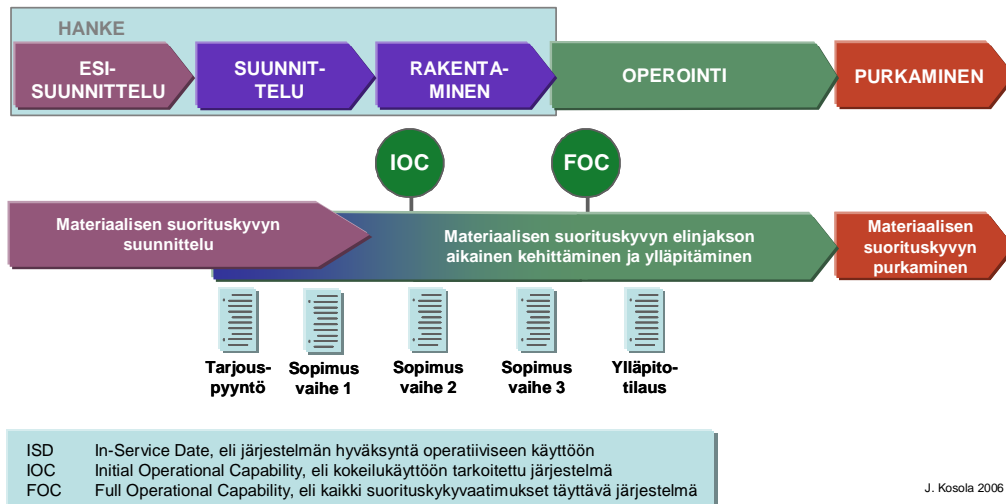 HANKE
ESI-
SUUNNITTELU
SUUNNIT-
TELU
RAKENTA-
MINEN
OPEROINTI
PURKAMINEN
IOC
FOC
Materiaalisen suorituskyvyn
suunnittelu
Materiaalisen suorituskyvyn elinjakson
aikainen kehittäminen ja ylläpitäminen
Materiaalisen
suorituskyvyn
purkaminen
Tarjous-
pyyntö
Sopimus
vaihe 1
Sopimus
vaihe 2
Sopimus
vaihe 3
Ylläpito-
tilaus
ISD In-Service Date, eli järjestelmän hyväksyntä operatiiviseen käyttöön
IOC Initial Operational Capability, eli kokeilukäyttöön tarkoitettu järjestelmä
FOC Full Operational Capability, eli kaikki suorituskykyvaatimukset täyttävä järjestelmä
J. Kosola 2006